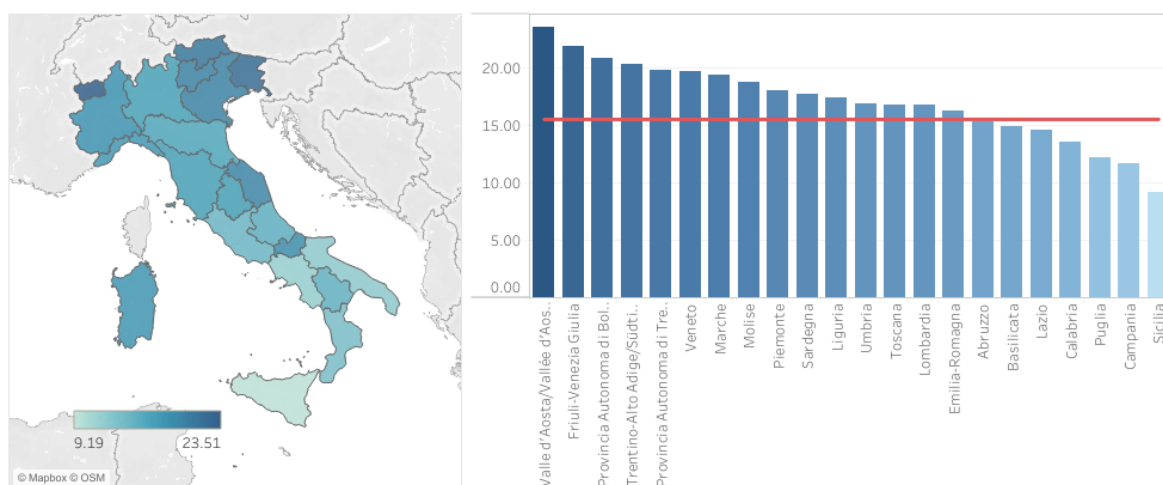 9.19
23.51
© Mapbox © OSM
20.00
15.00
10.00
5.00
0.00
Valle d'Aosta/Vallée d'Aos..
Friuli-Venezia Giulia
Provincia Autonoma di Bol..
Trentino-Alto Adige/Südti..
Provincia Autonoma di Tre..
Veneto
Marche
Molise
Piemonte
Sardegna
Liguria
Umbria
Toscana
Lombardia
Emilia-Romagna
Abruzzo
Basilicata
Lazio
Calabria
Puglia
Campania
Sicilia